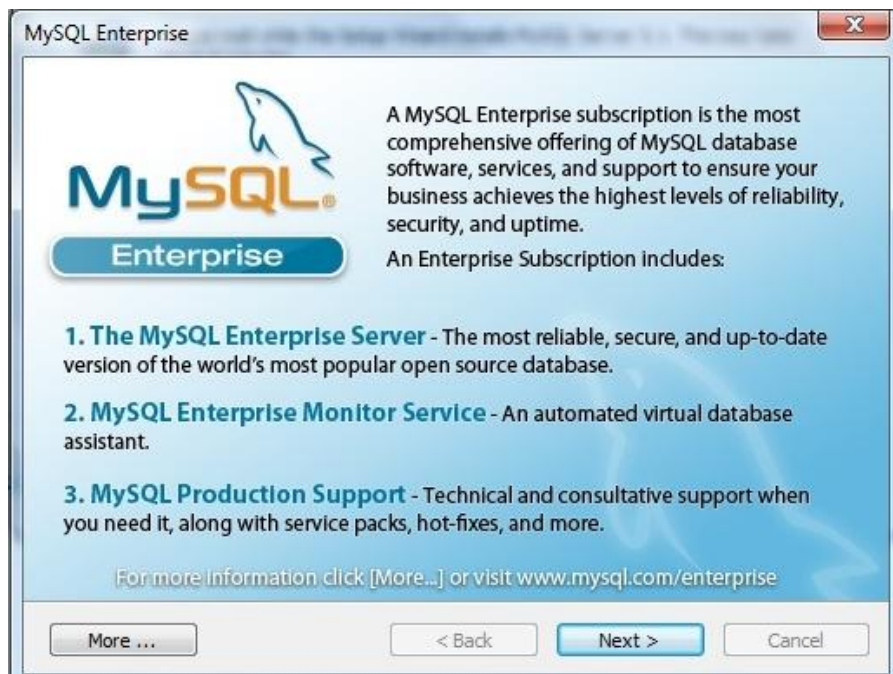 MySQL Enterprise
MySQL®
Enterprise
A MySQL Enterprise subscription is the most
comprehensive offering of MySQL database
software, services, and support to ensure your
business achieves the highest levels of reliability,
security, and uptime.
An Enterprise Subscription includes:
1. The MySQL Enterprise Server - The most reliable, secure, and up-to-date
version of the world's most popular open source database.
2. MySQL Enterprise Monitor Service - An automated virtual database
assistant.
3. MySQL Production Support - Technical and consultative support when
you need it, along with service packs, hot-fixes, and more.
For more information click [More...] or visit www.mysql.com/enterprise
More ...
< Back
Next >
Cancel